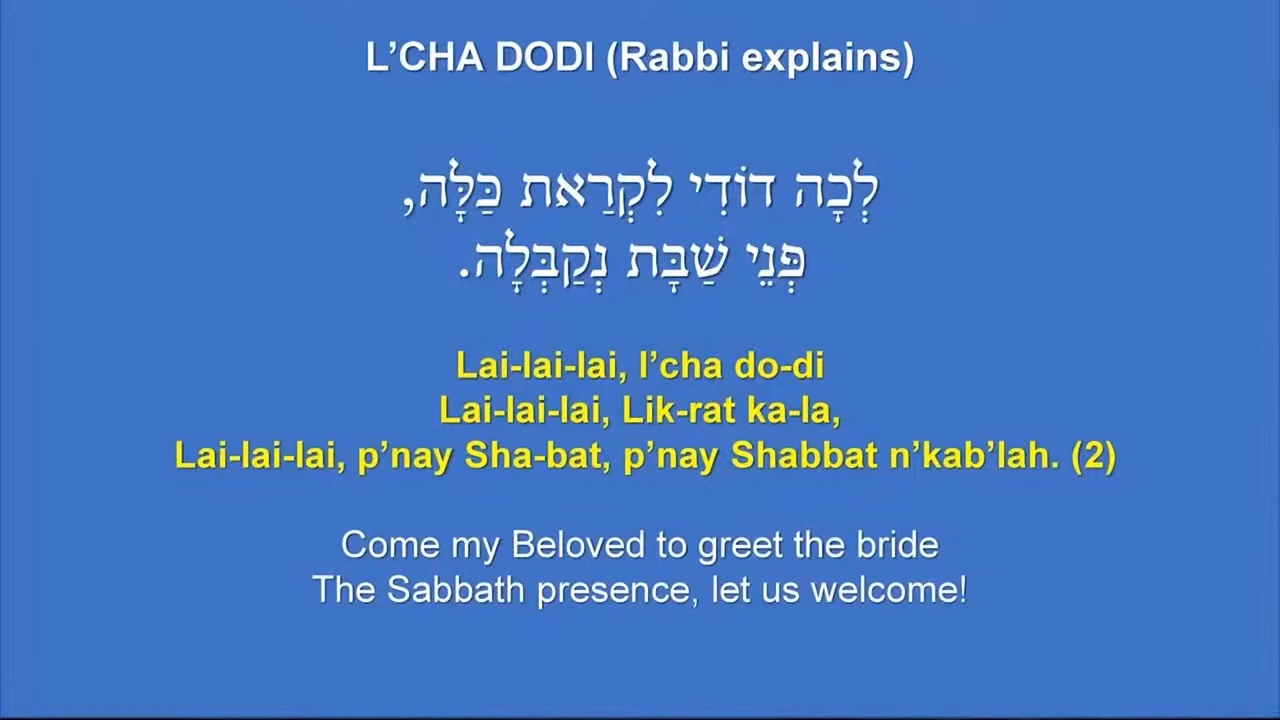 L’CHA DODI (Rabbi explains)
לְכָה דוֹדִי לִקְרַאת כַּלָּה,
פְּנֵי שַׁבָּת נְקַבְּלָה.
Lai-lai-lai, l’cha do-di
Lai-lai-lai, Lik-rat ka-la,
Lai-lai-lai, p’nay Sha-bat, p’nay Shabbat n’kab’lah. (2)
Come my Beloved to greet the bride
The Sabbath presence, let us welcome!